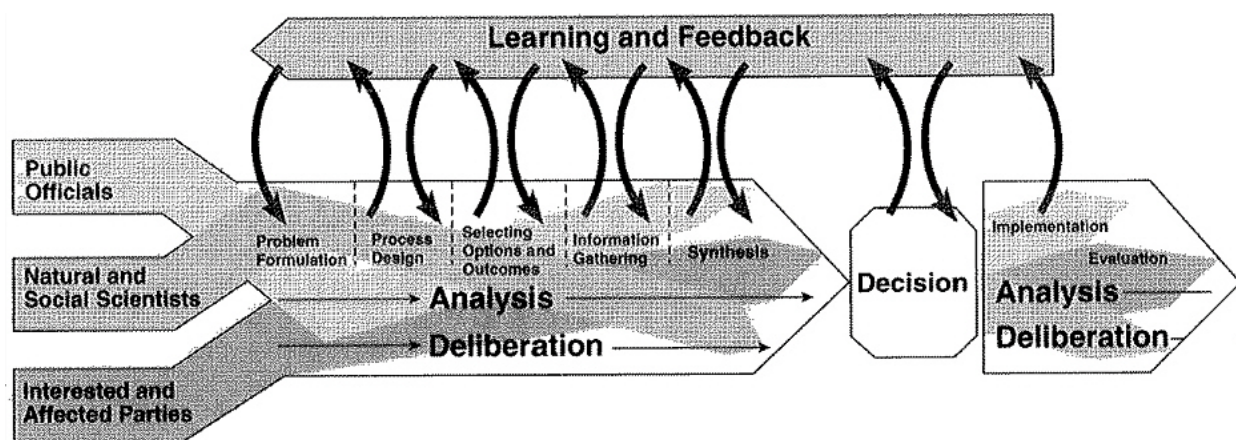 Learning and Feedback
Public
Officials
Natural and
Social Scientists
Interested and
Affected Parties
Problem
Formulation
Process
Design
Selecting
Options and
Outcomes
Information
Gathering
Synthesis
Analysis
Deliberation
Decision
Implementation
Evaluation
Analysis
Deliberation